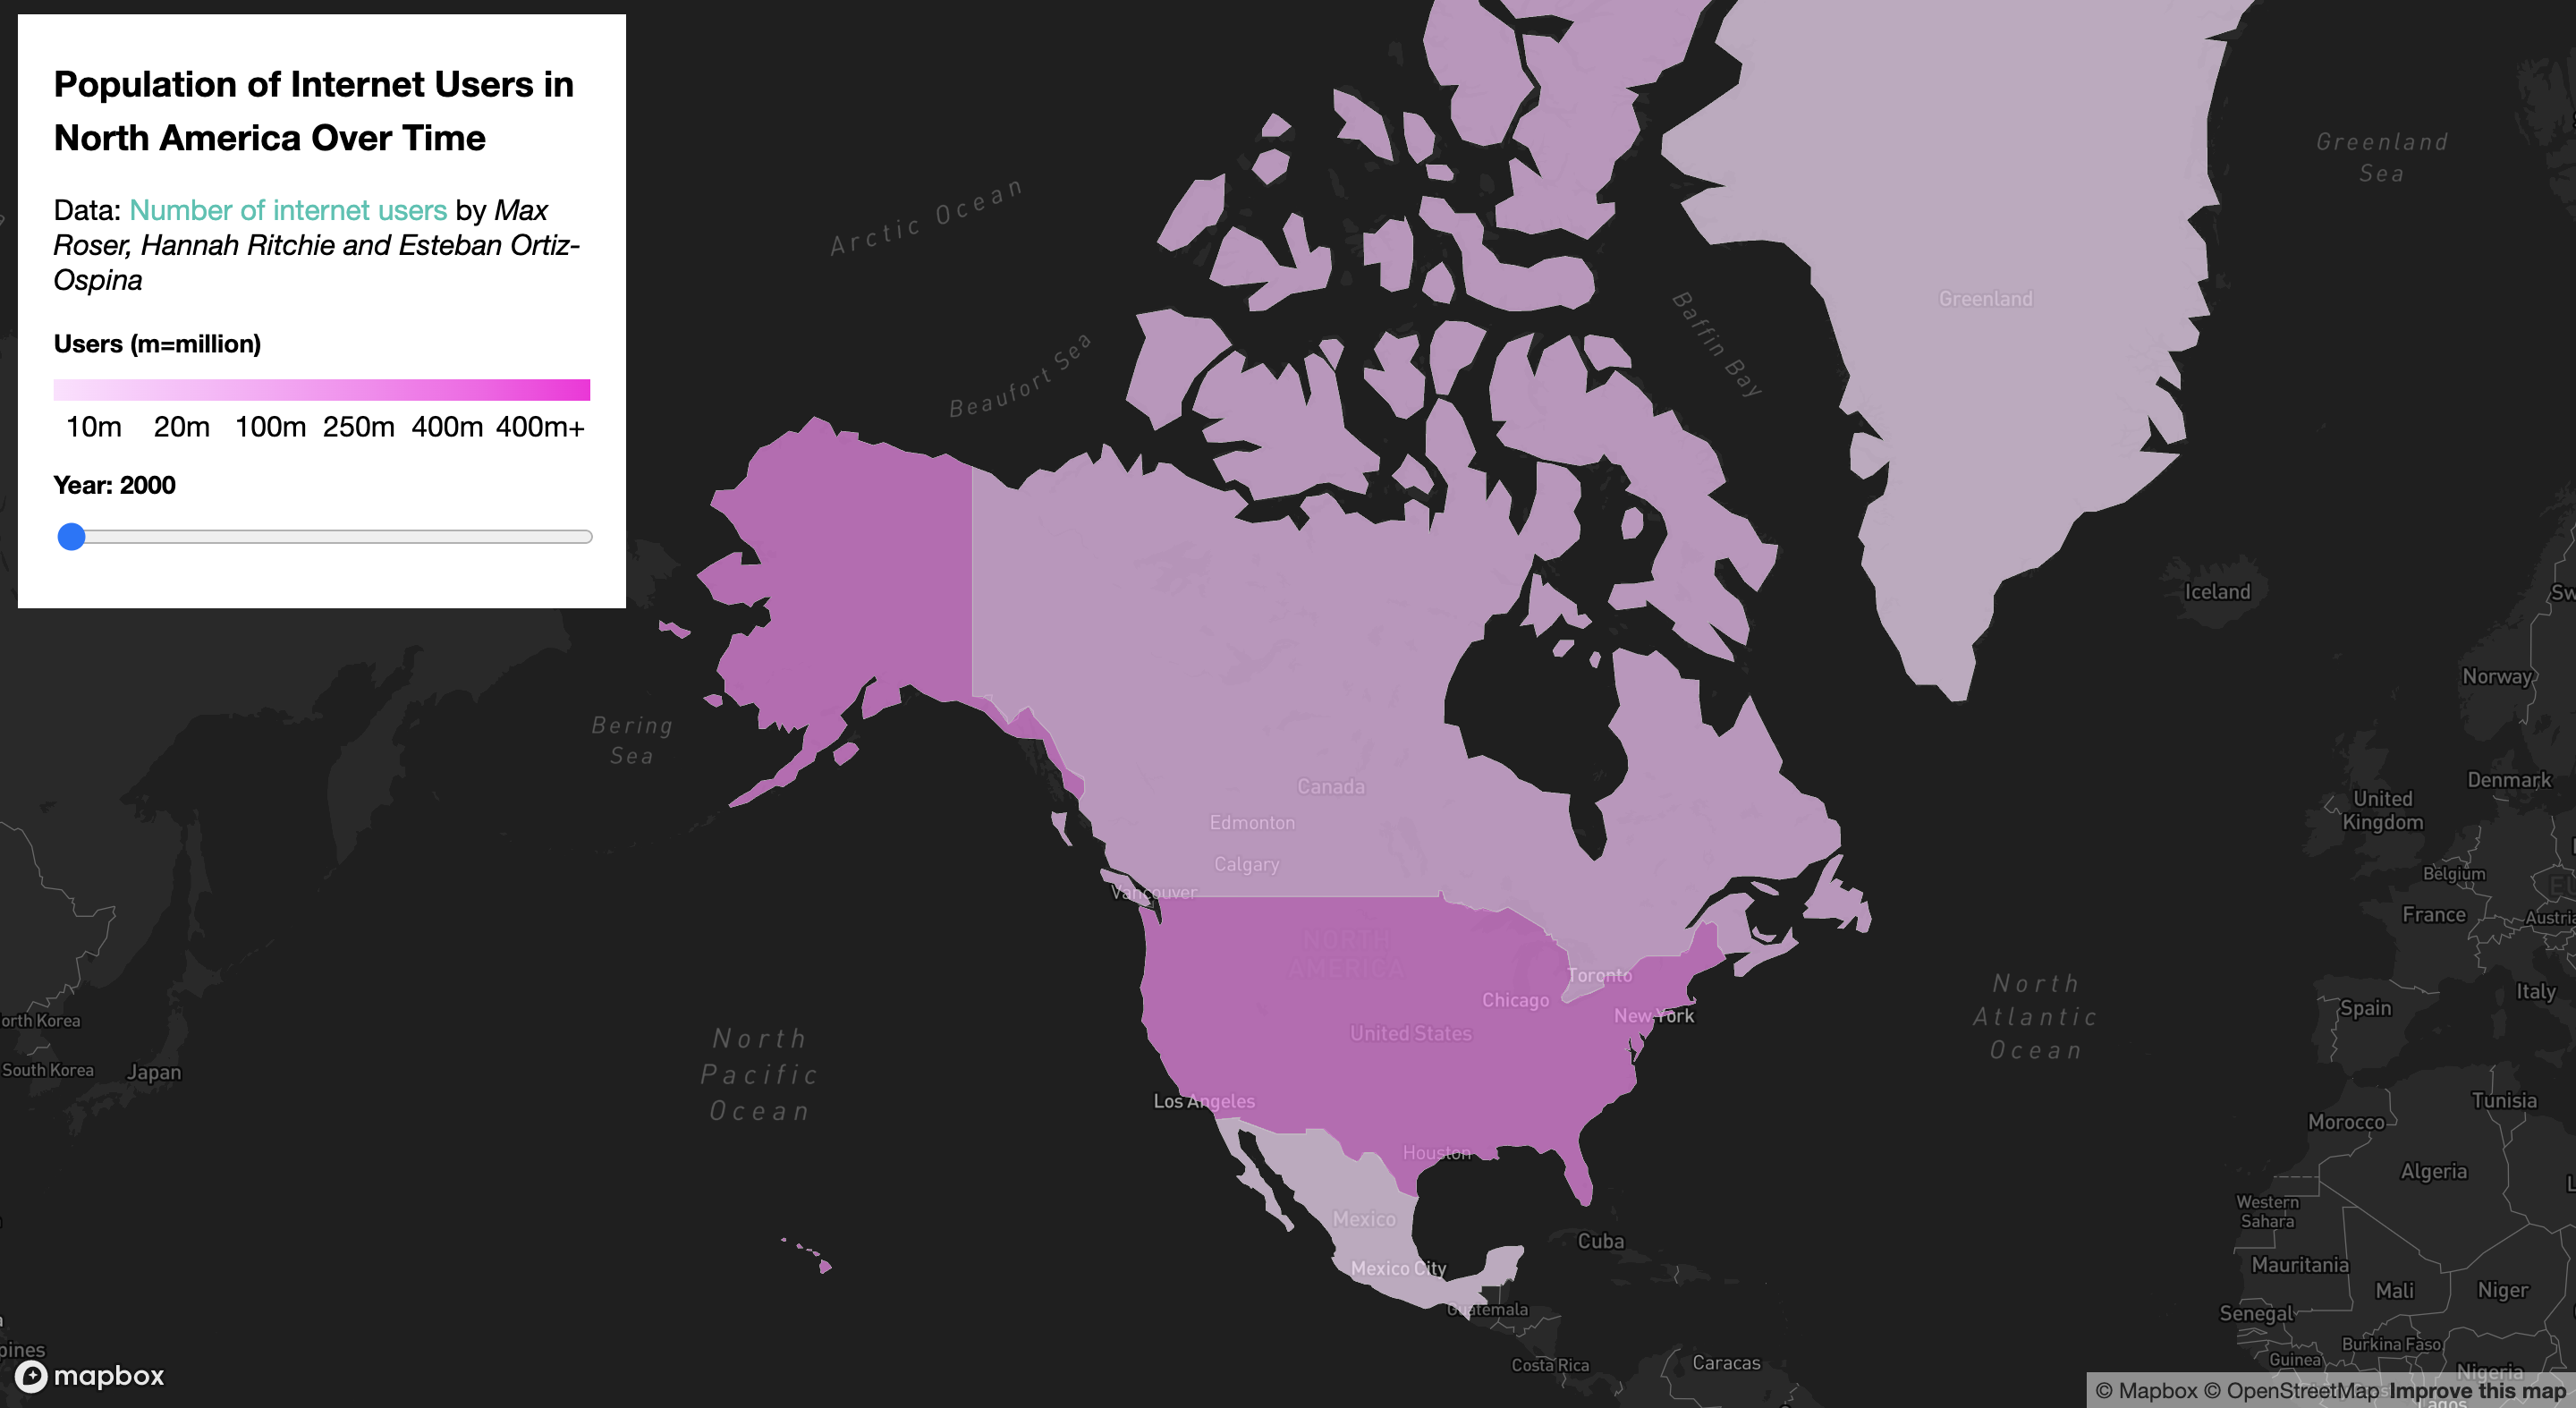 Population of Internet Users in
North America Over Time
Data: Number of internet users by Max
Roser, Hannah Ritchie and Esteban Ortiz-
Ospina
Users (m=million)
10m 20m 100m 250m 400m 400m+
Year: 2000
Arctic Ocean
Beaufort Sea
Baffin Bay
Greenland
Greenland
Sea
Iceland
Norway
Denmark
United
Kingdom
Belgium
France
Austria
Spain
Italy
Bering
Sea
Canada
Edmonton
Calgary
Vancouver
NORTH
AMERICA
Toronto
Chicago
New York
United States
Los Angeles
Houston
Mexico
Mexico City
Guatemala
Costa Rica
Cuba
Caracas
North
Pacific
Ocean
North
Atlantic
Ocean
orth Korea
South Korea
Japan
pines
Tunisia
Morocco
Algeria
Western
Sahara
Mauritania
Mali
Niger
Senegal
Burkina Faso
Guinea
Nigeria
Lagos
mapbox
© Mapbox © OpenStreetMap Improve this map